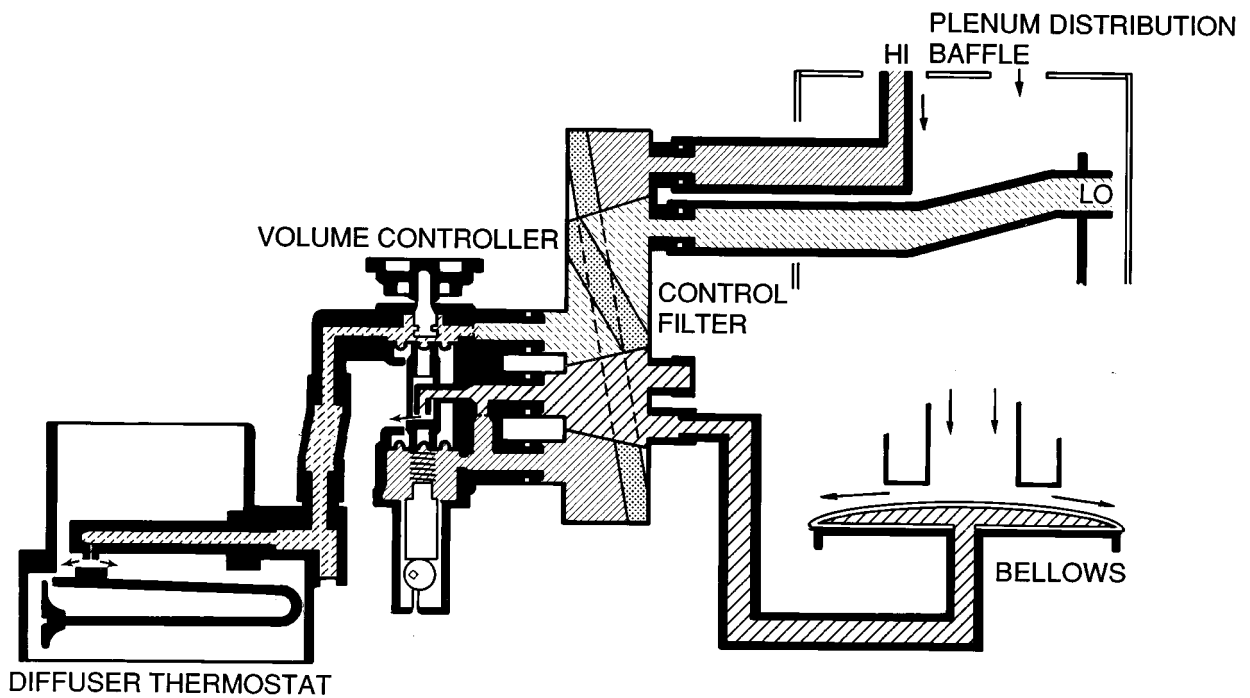 PLENUM DISTRIBUTION
HI BAFFLE
LO
VOLUME CONTROLLER
CONTROL
FILTER
BELLOWS
DIFFUSER THERMOSTAT